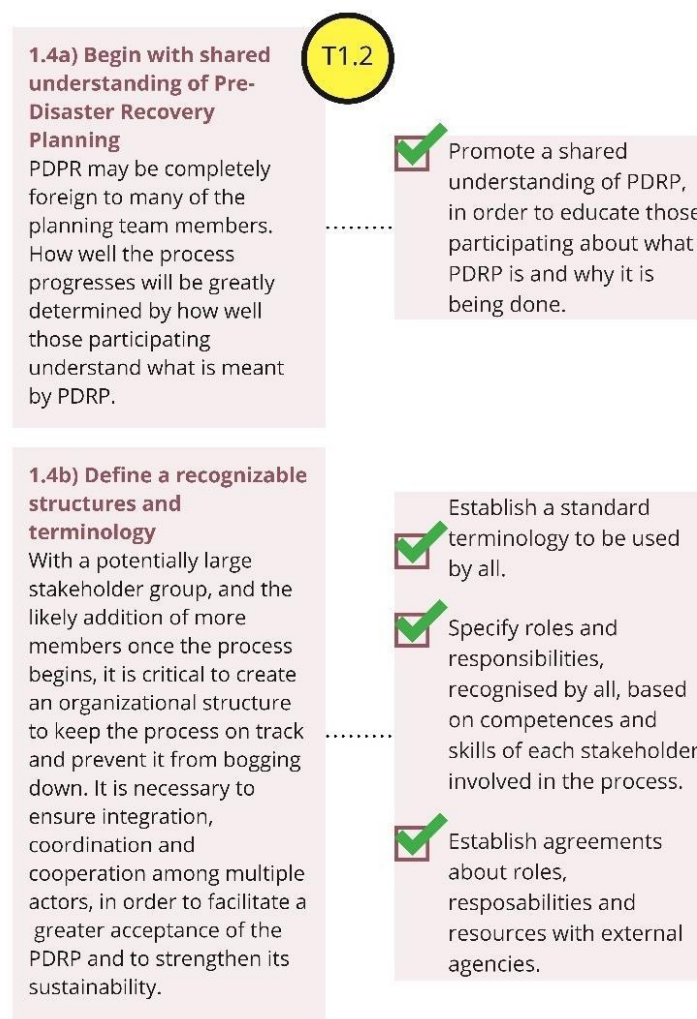 1.4a) Begin with shared
understanding of Pre-
Disaster Recovery
Planning
PDPR may be completely
foreign to many of the
planning team members.
How well the process
progresses will be greatly
determined by how well
those participating
understand what is meant
by PDRP.
T1.2
Promote a shared
understanding of PDRP,
in order to educate those
participating about what
PDRP is and why it is
being done.
1.4b) Define a recognizable
structures and
terminology
With a potentially large
stakeholder group, and the
likely addition of more
members once the process
begins, it is critical to create
an organizational structure
to keep the process on track
and prevent it from bogging
down. It is necessary to
ensure integration,
coordination and
cooperation among multiple
actors, in order to facilitate a
greater acceptance of the
PDRP and to strengthen its
sustainability.
Establish a standard
terminology to be used
by all.
Specify roles and
responsibilities,
recognised by all, based
on competences and
skills of each stakeholder
involved in the process.
Establish agreements
about roles,
resposabilities and
resources with external
agencies.